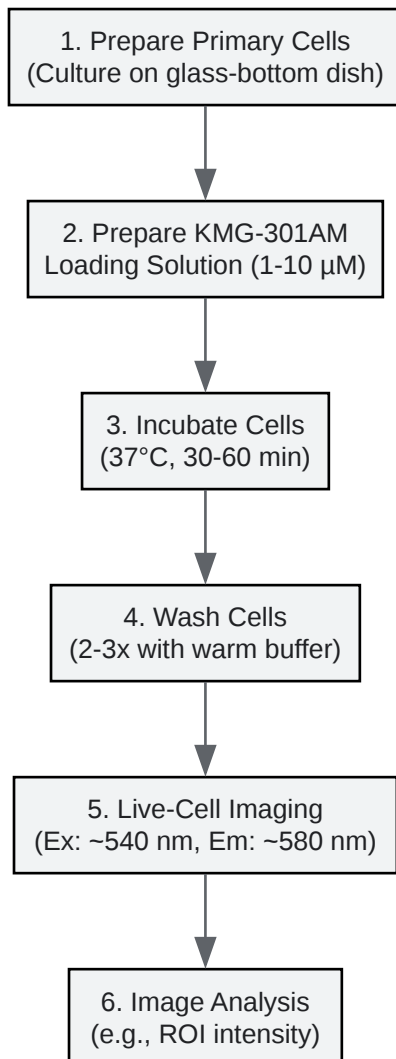 1. Prepare Primary Cells
(Culture on glass-bottom dish)
2. Prepare KMG-301AM
Loading Solution (1-10 µM)
3. Incubate Cells
(37°C, 30-60 min)
4. Wash Cells
(2-3x with warm buffer)
5. Live-Cell Imaging
(Ex: ~540 nm, Em: ~580 nm)
6. Image Analysis
(e.g., ROI intensity)